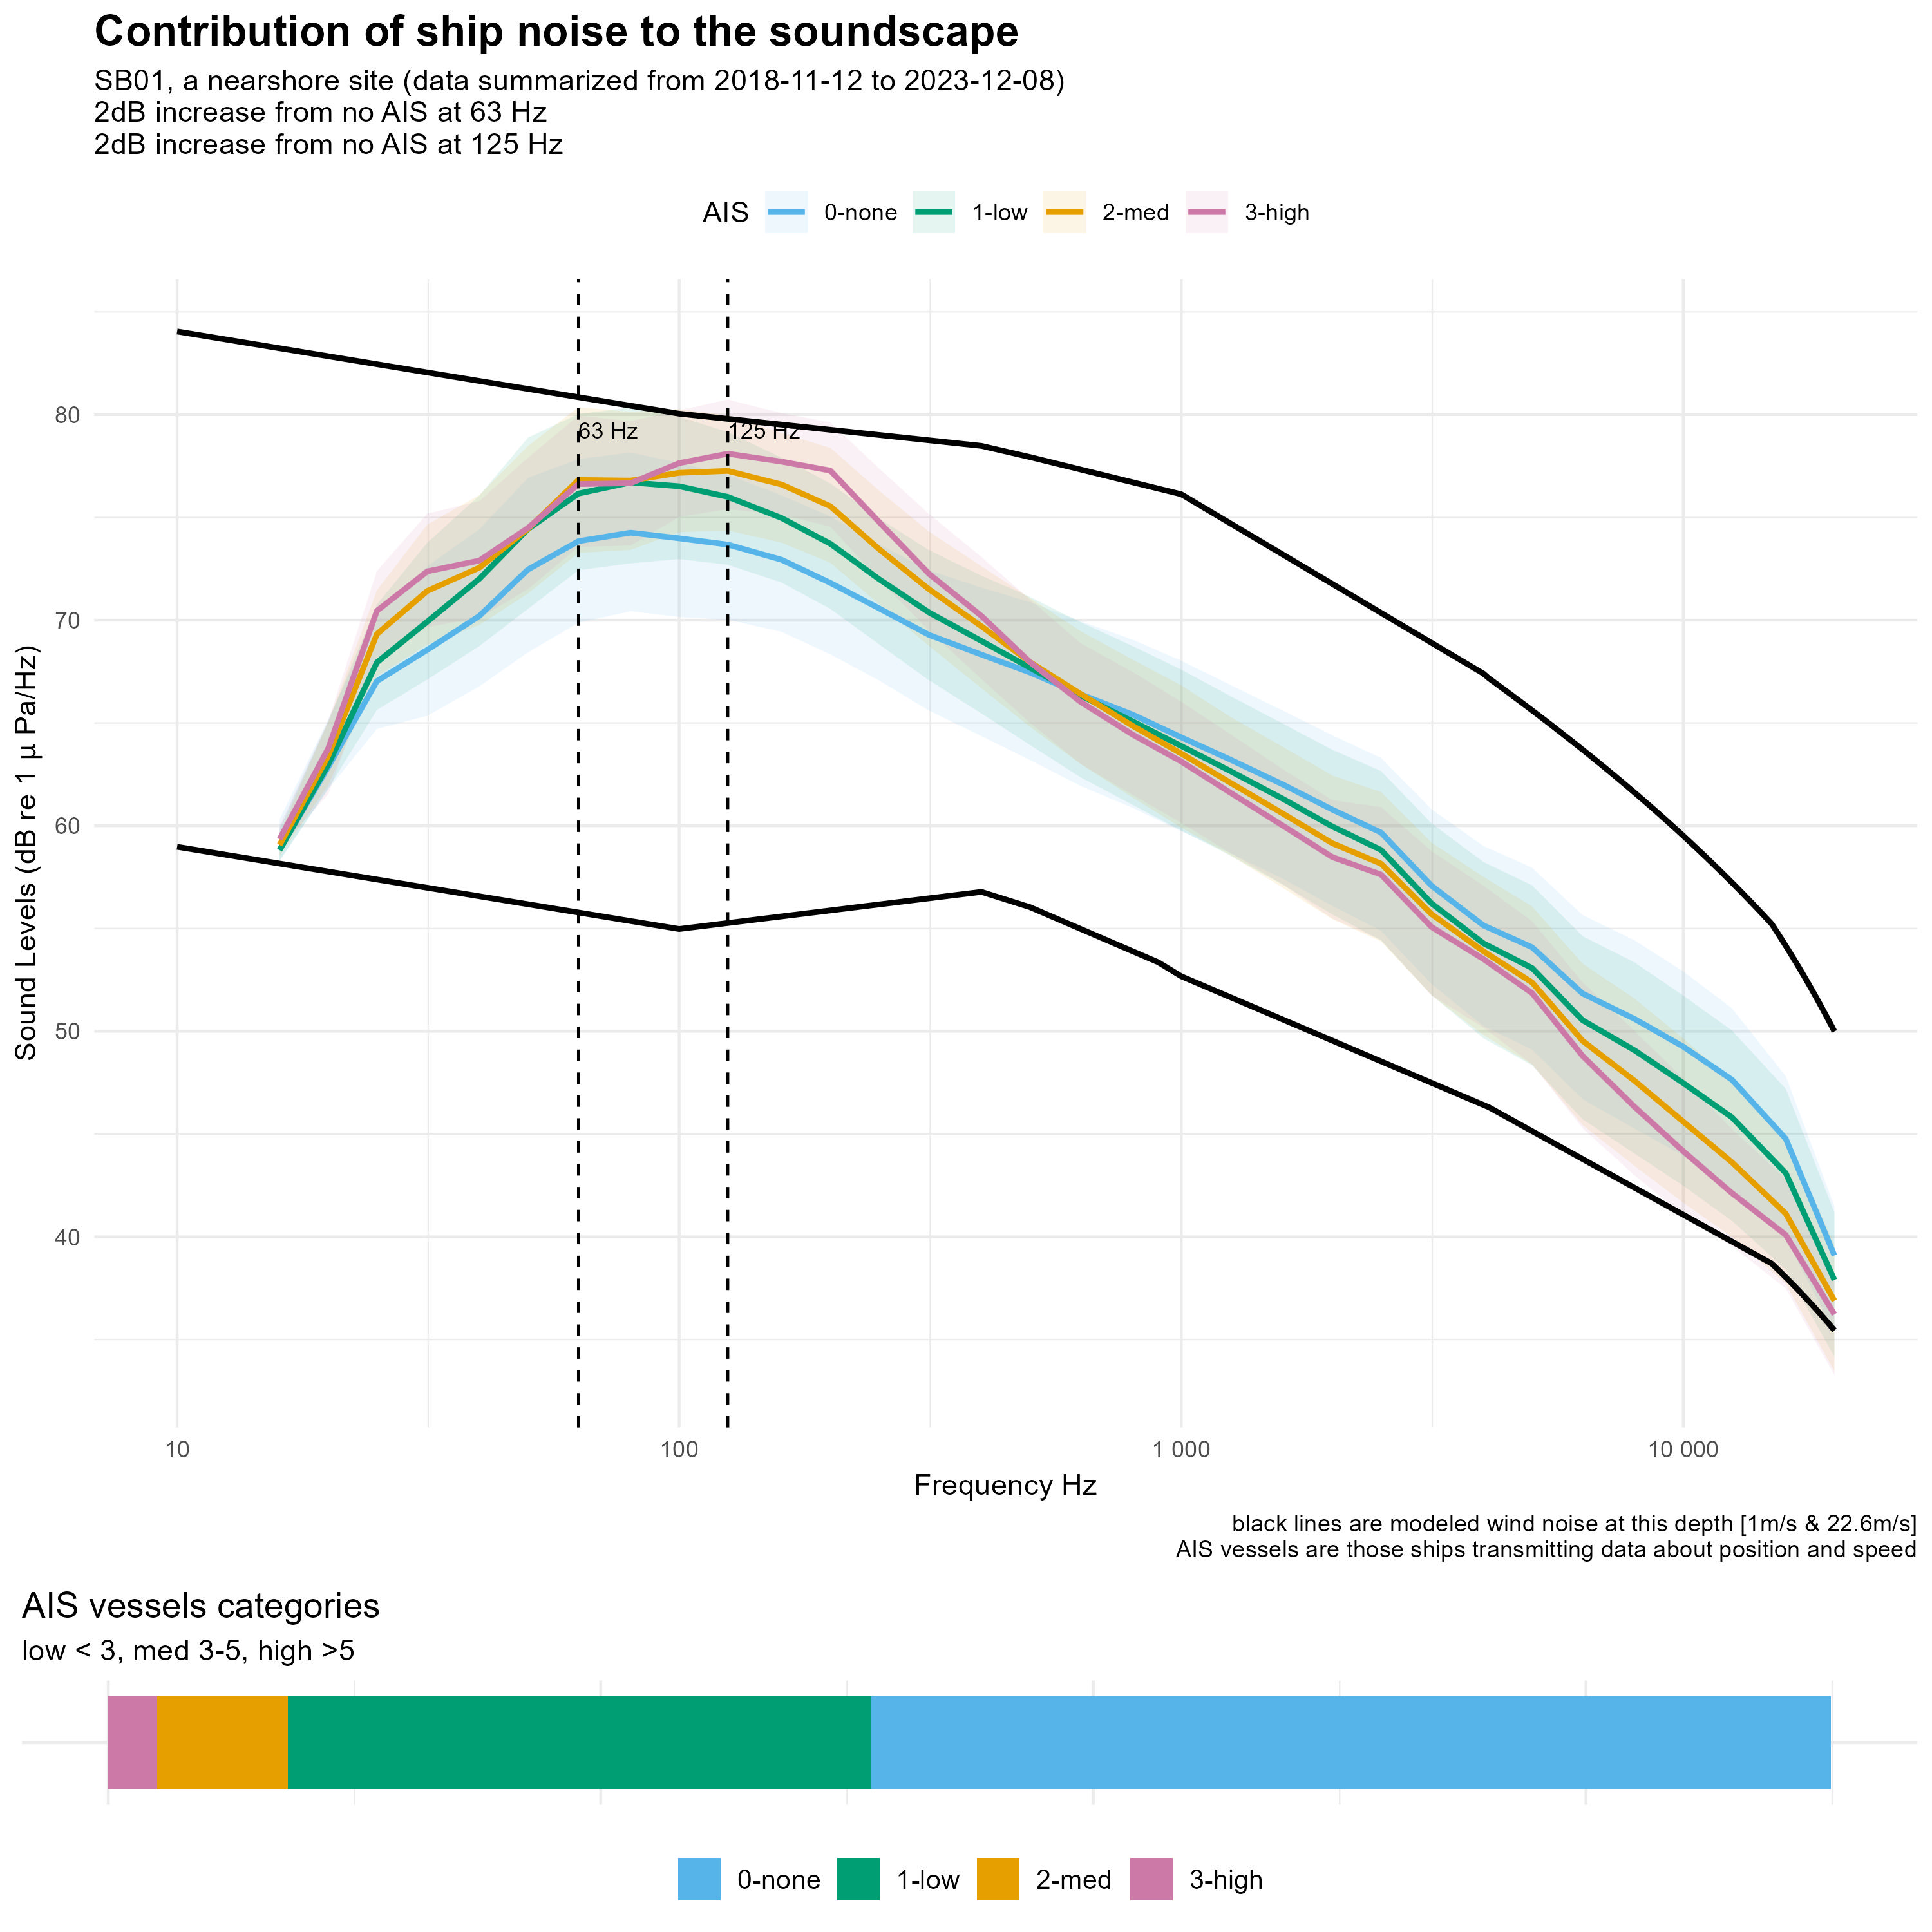 Contribution of ship noise to the soundscape
SB01, a nearshore site (data summarized from 2018-11-12 to 2023-12-08)
2dB increase from no AIS at 63 Hz
2dB increase from no AIS at 125 Hz
AIS 0-none 1-low 2-med 3-high
80
70
60
50
40
Sound Levels (dB re 1 μ Pa/Hz)
63 Hz 125 Hz
10 100 1 000 10 000
Frequency Hz
black lines are modeled wind noise at this depth [1m/s & 22.6m/s]
AIS vessels are those ships transmitting data about position and speed
AIS vessels categories
low < 3, med 3-5, high >5
0-none 1-low 2-med 3-high